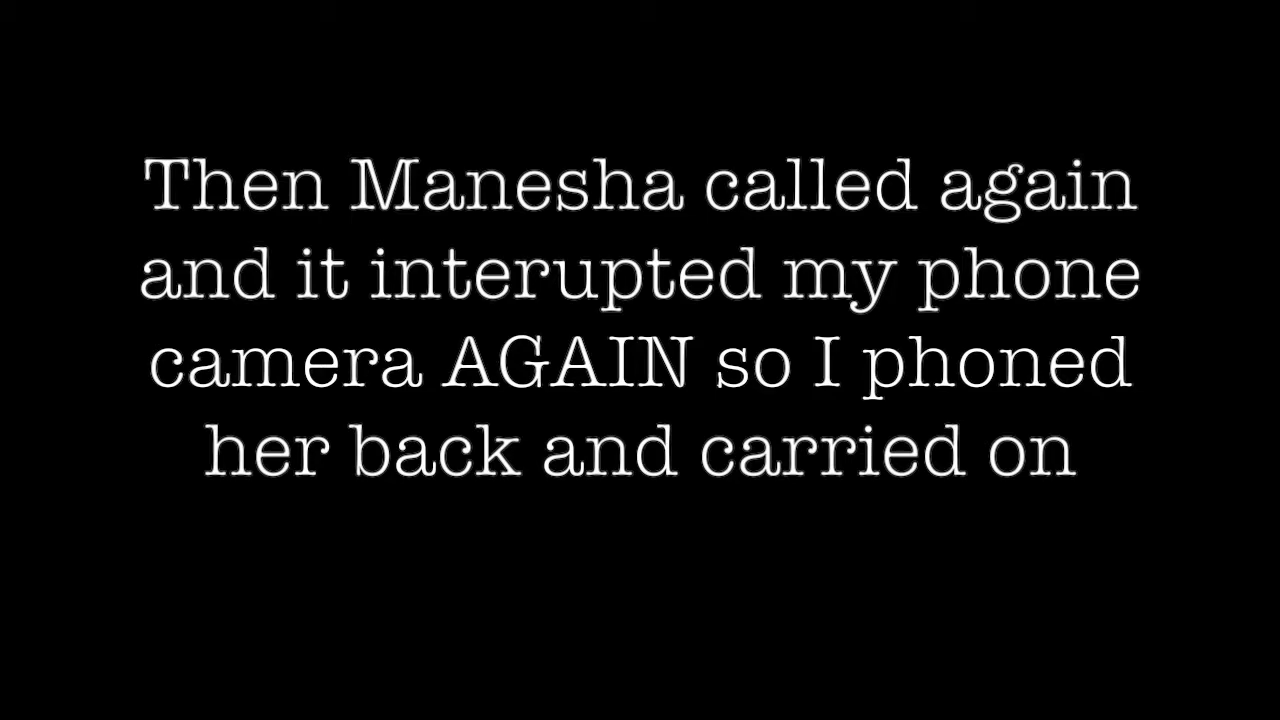 Then Manesha called again
and it interupted my phone
camera AGAIN so I phoned
her back and carried on